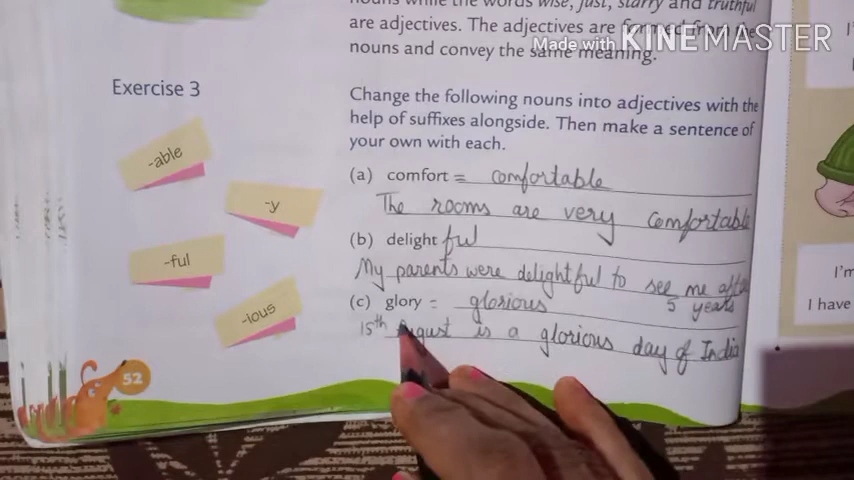 nouns while the words wise, just, starry and truthful
are adjectives. The adjectives are formed from the
nouns and convey the same meaning.
Made with KINEMASTER
Exercise 3
Change the following nouns into adjectives with the
help of suffixes alongside. Then make a sentence of
your own with each.
-able
-y
-ful
-ious
(a) comfort = comfortable
The rooms are very comfortable
(b) delight ful
My parents were delightful to see me after
5 years
(c) glory = glorious
15th August is a glorious day of India
52
I'm
I have